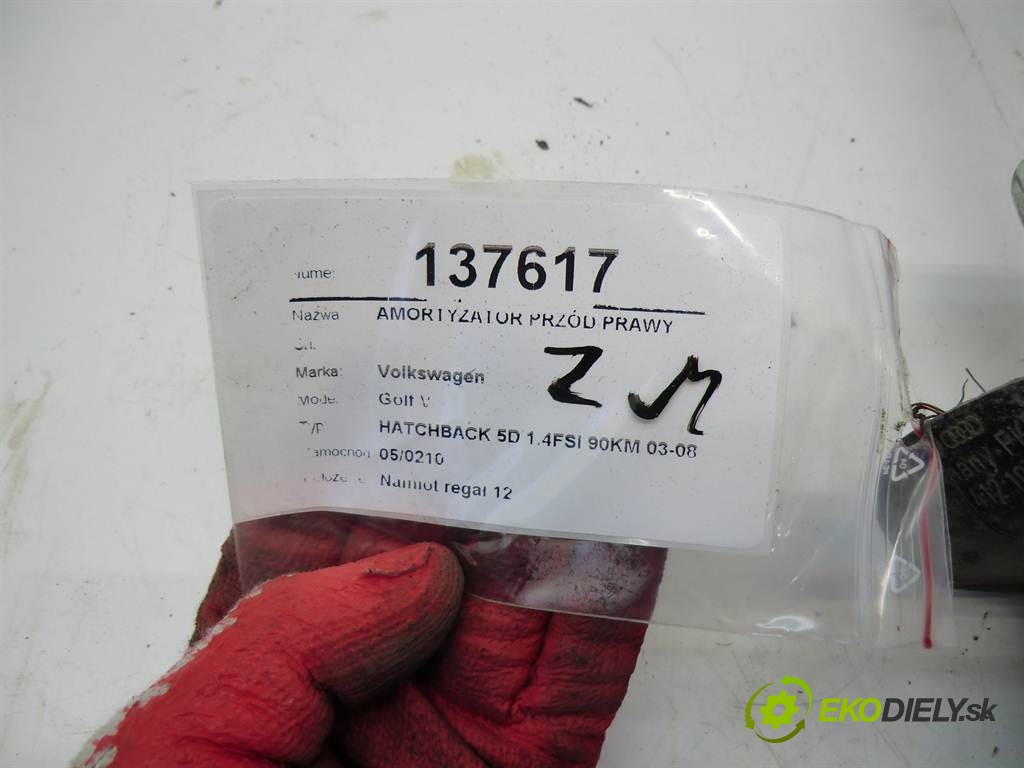 137617
Nazwa AMORTYZATOR PRZÓD PRAWY
Marka: Volkswagen
Golf V
HATCHBACK 5D 1.4FSI 90KM 03-08
05/0210
Namiot regał 12
Z M
EKODIELY.sk